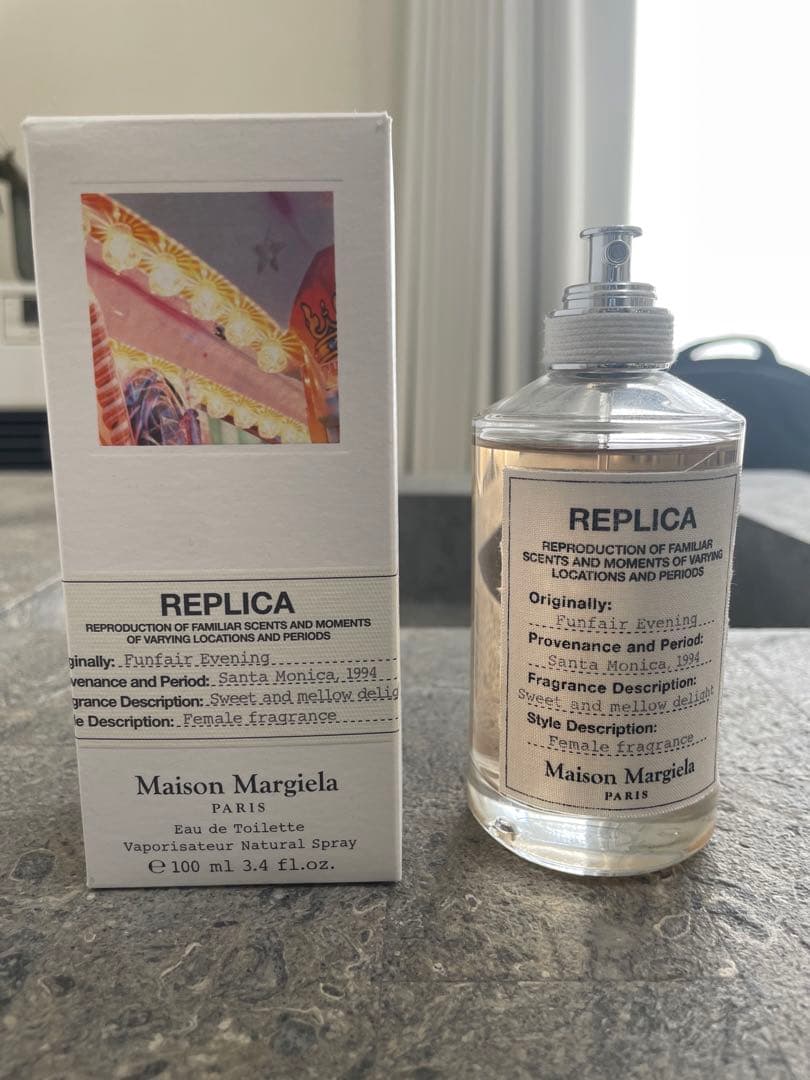 REPLICA
REPRODUCTION OF FAMILIAR SCENTS AND MOMENTS
OF VARYING LOCATIONS AND PERIODS
ginally: Funfair Evening
venance and Period: Santa Monica, 1994
grance Description: Sweet and mellow delig
e Description: Female fragrance
Maison Margiela
PARIS
Eau de Toilette
Vaporisateur Natural Spray
℮ 100 ml 3.4 fl.oz.
REPLICA
REPRODUCTION OF FAMILIAR
SCENTS AND MOMENTS OF VARYING
LOCATIONS AND PERIODS
Originally:
Funfair Evening
Provenance and Period:
Santa Monica, 1994
Fragrance Description:
Sweet and mellow delight
Style Description:
Female fragrance
Maison Margiela
PARIS